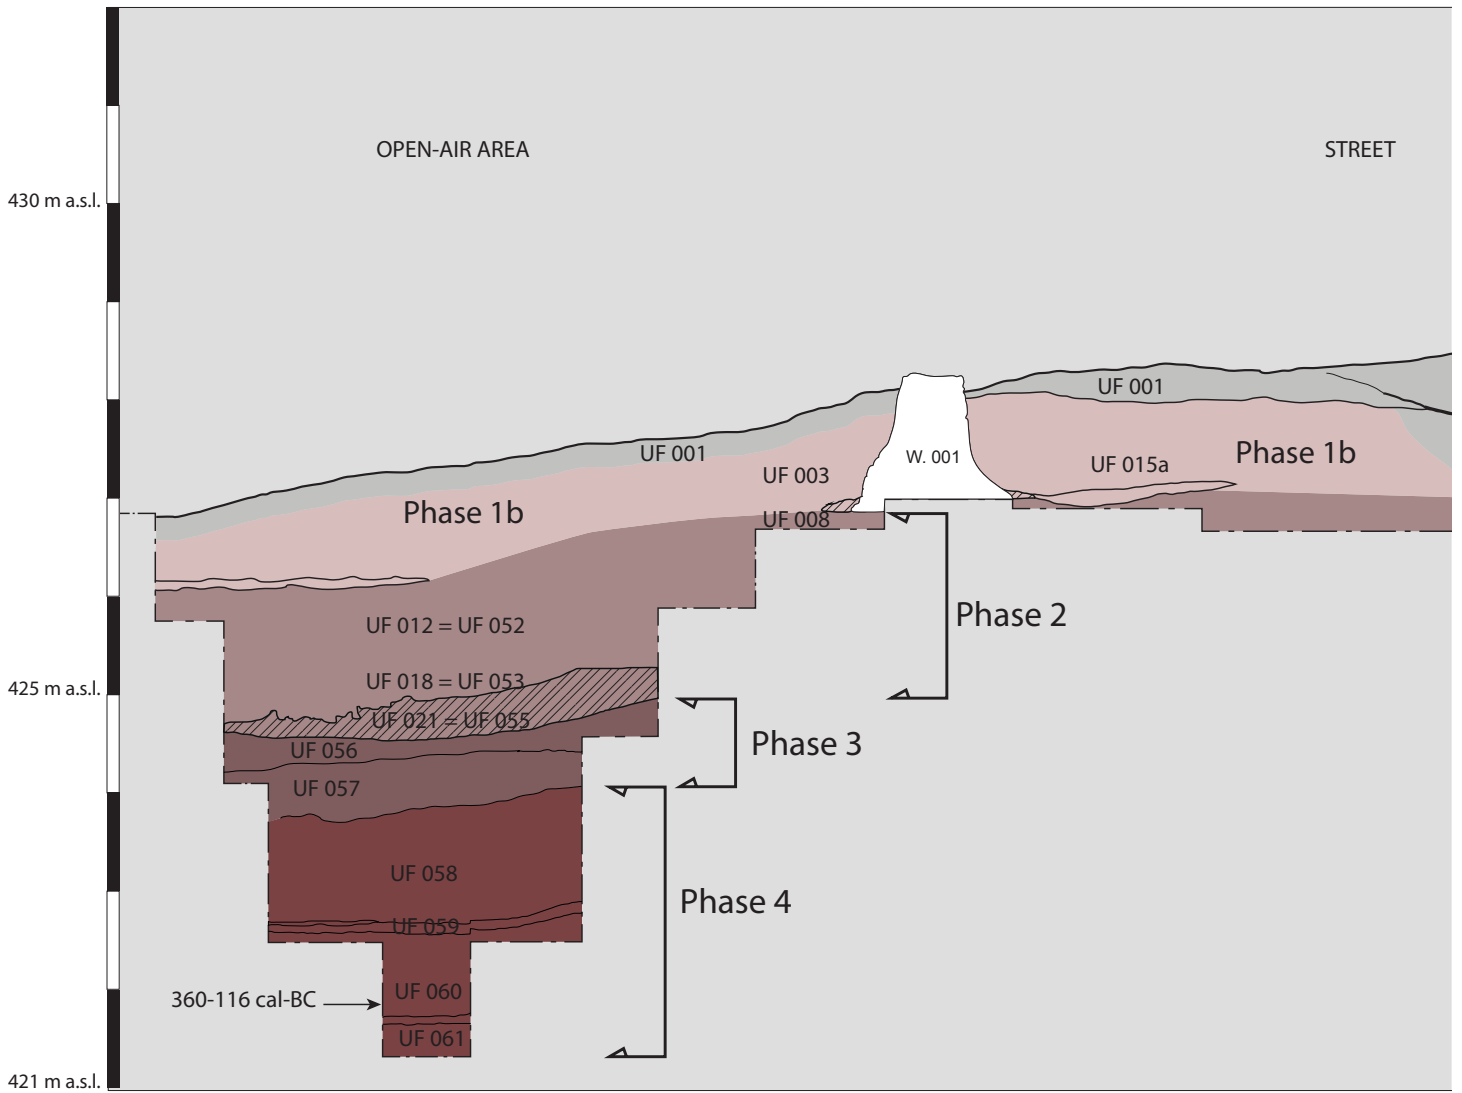 OPEN-AIR AREA
STREET
430 m a.s.l.
UF 001
UF 001
W. 001
Phase 1b
UF 015a
UF 003
Phase 1b
UF 008
Phase 2
UF 012 = UF 052
UF 018 = UF 053
425 m a.s.l.
UF 021 = UF 055
Phase 3
UF 056
UF 057
UF 058
Phase 4
UF 059
UF 060
360-116 cal-BC
UF 061
421 m a.s.l.